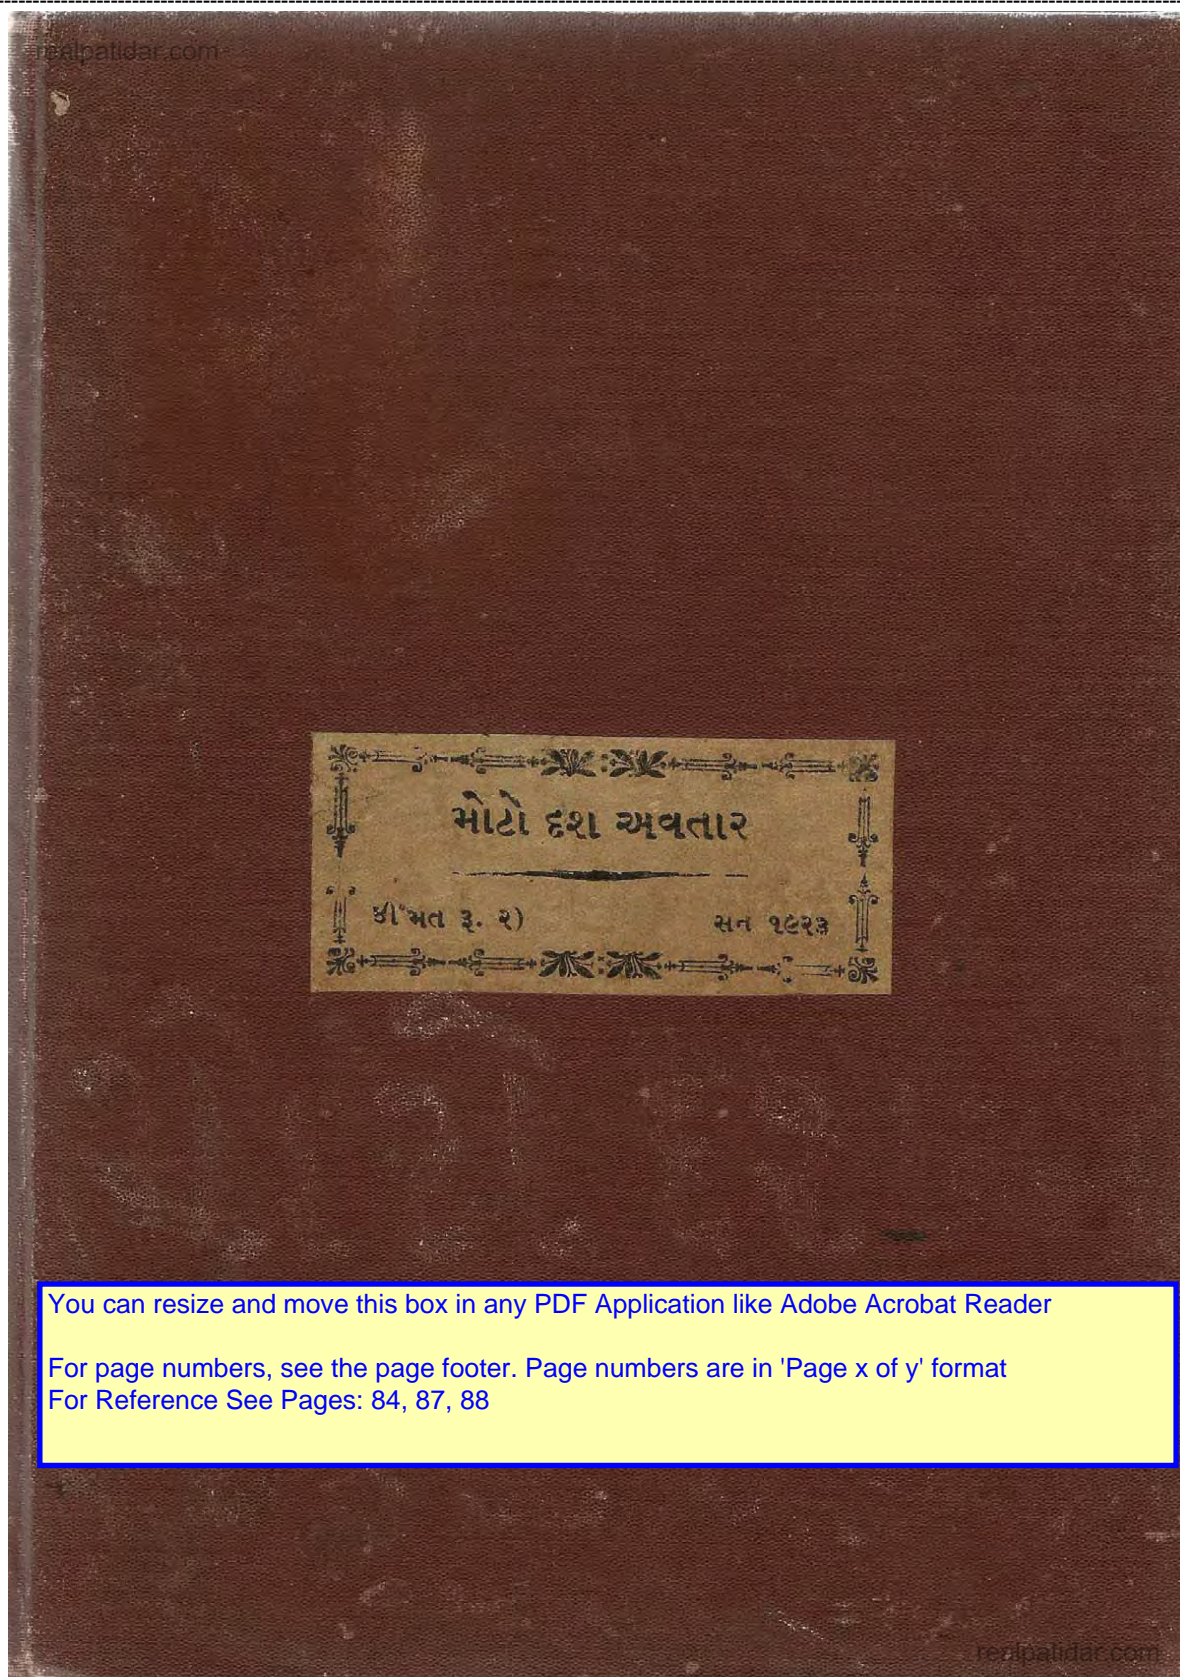 realpatidar.com
મોટો દશ અવતાર
કીંમત રૂ. ૨)
સન ૧૯૨૩
You can resize and move this box in any PDF Application like Adobe Acrobat Reader
For page numbers, see the page footer. Page numbers are in 'Page x of y' format
For Reference See Pages: 84, 87, 88
realpatidar.com